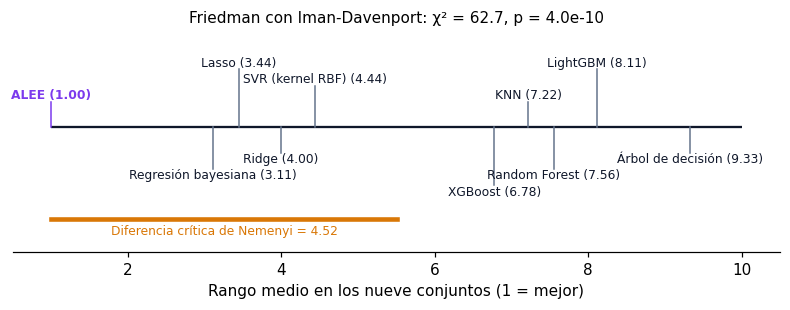 Friedman con Iman-Davenport: χ² = 62.7, p = 4.0e-10
Lasso (3.44)
LightGBM (8.11)
SVR (kernel RBF) (4.44)
ALEE (1.00)
KNN (7.22)
Ridge (4.00)
Árbol de decisión (9.33)
Regresión bayesiana (3.11)
Random Forest (7.56)
XGBoost (6.78)
Diferencia crítica de Nemenyi = 4.52
2 4 6 8 10
Rango medio en los nueve conjuntos (1 = mejor)